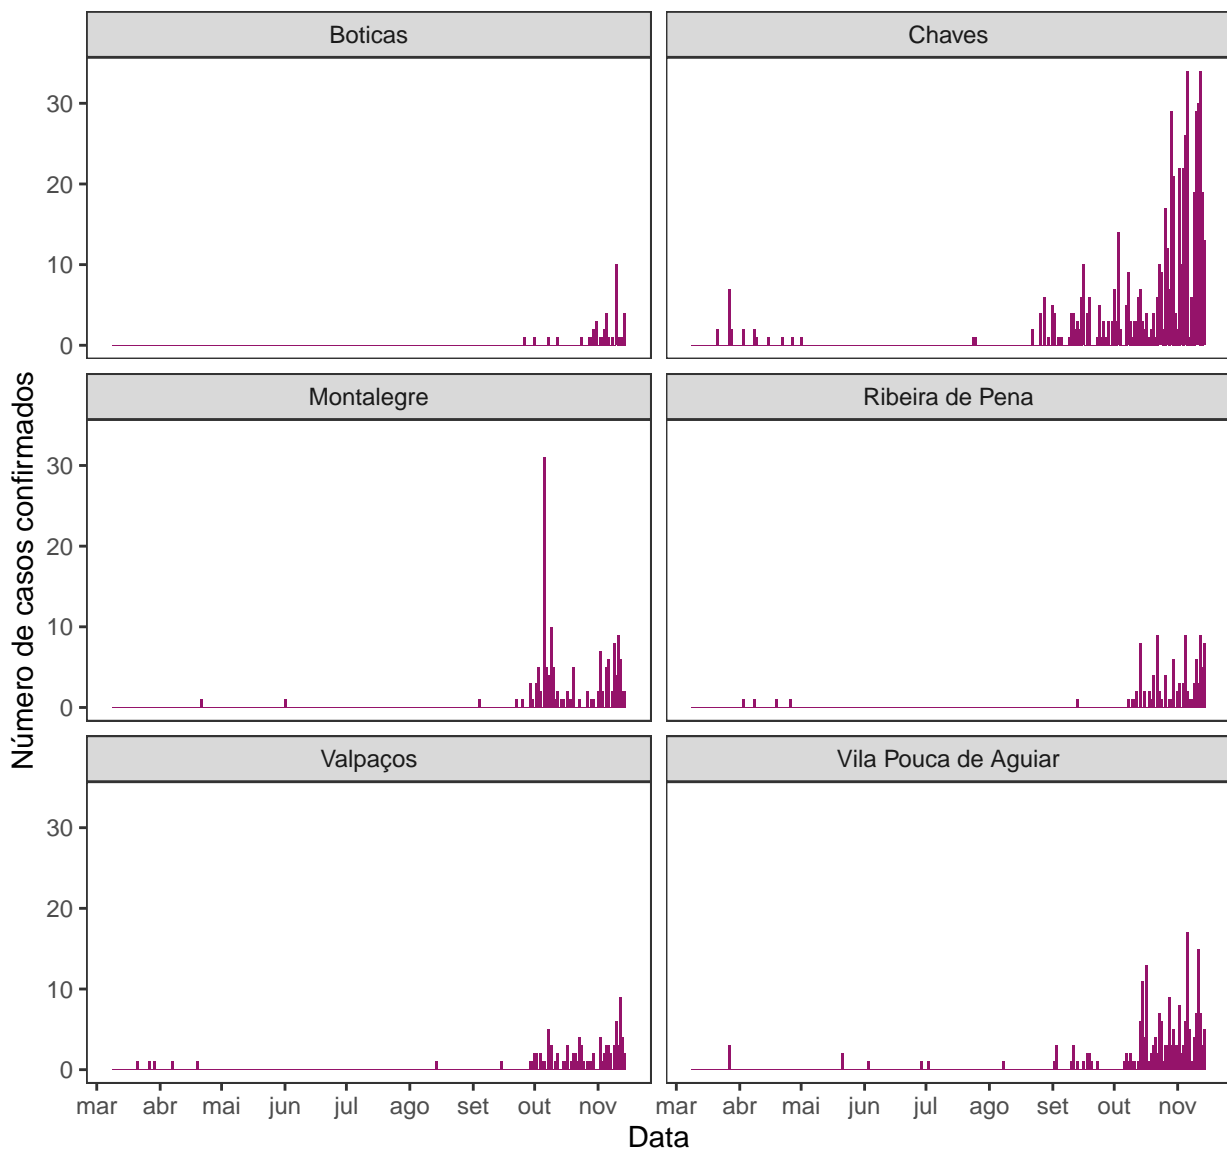 Boticas
Chaves
30
20
10
0
Montalegre
Ribeira de Pena
30
20
10
0
Número de casos confirmados
Valpaços
Vila Pouca de Aguiar
30
20
10
0
mar abr mai jun jul ago set out nov
mar abr mai jun jul ago set out nov
Data